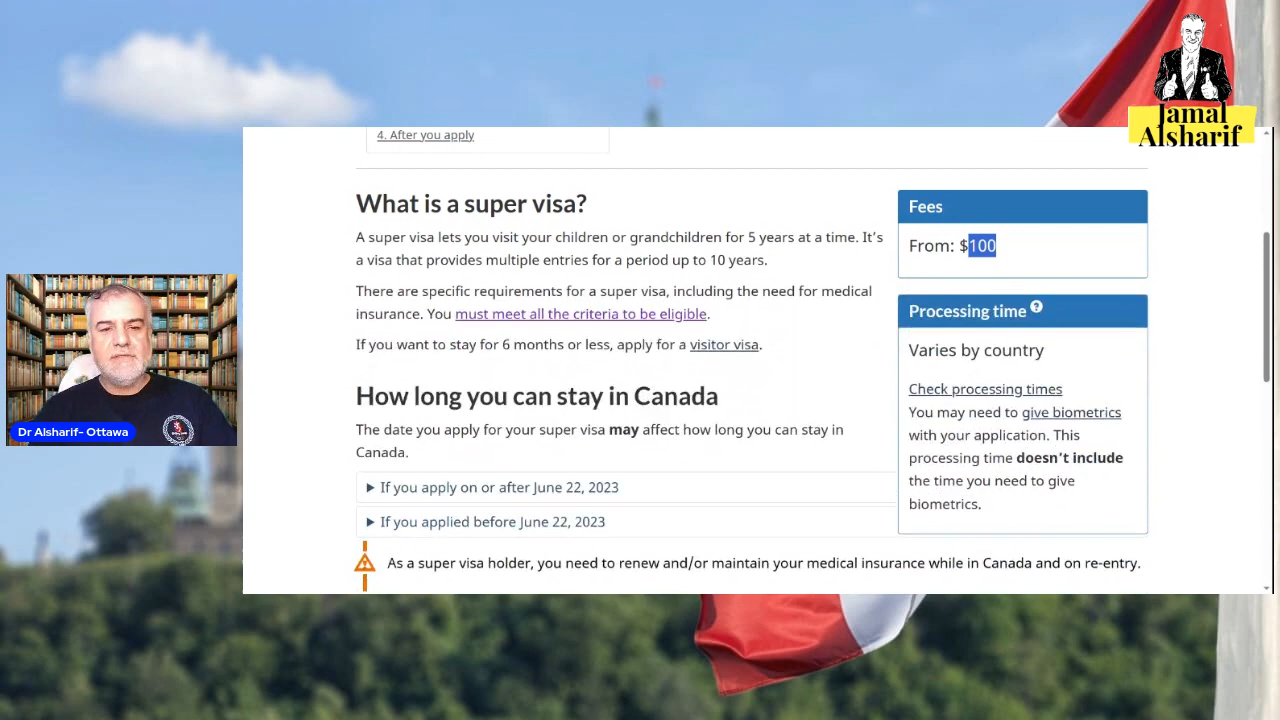 Jamal
Alsharif
4. After you apply
What is a super visa?
A super visa lets you visit your children or grandchildren for 5 years at a time. It's
a visa that provides multiple entries for a period up to 10 years.
There are specific requirements for a super visa, including the need for medical
insurance. You must meet all the criteria to be eligible.
If you want to stay for 6 months or less, apply for a visitor visa.
How long you can stay in Canada
The date you apply for your super visa may affect how long you can stay in
Canada.
If you apply on or after June 22, 2023
If you applied before June 22, 2023
As a super visa holder, you need to renew and/or maintain your medical insurance while in Canada and on re-entry.
Fees
From: $100
Processing time ?
Varies by country
Check processing times
You may need to give biometrics
with your application. This
processing time doesn't include
the time you need to give
biometrics.
Dr Alsharif- Ottawa